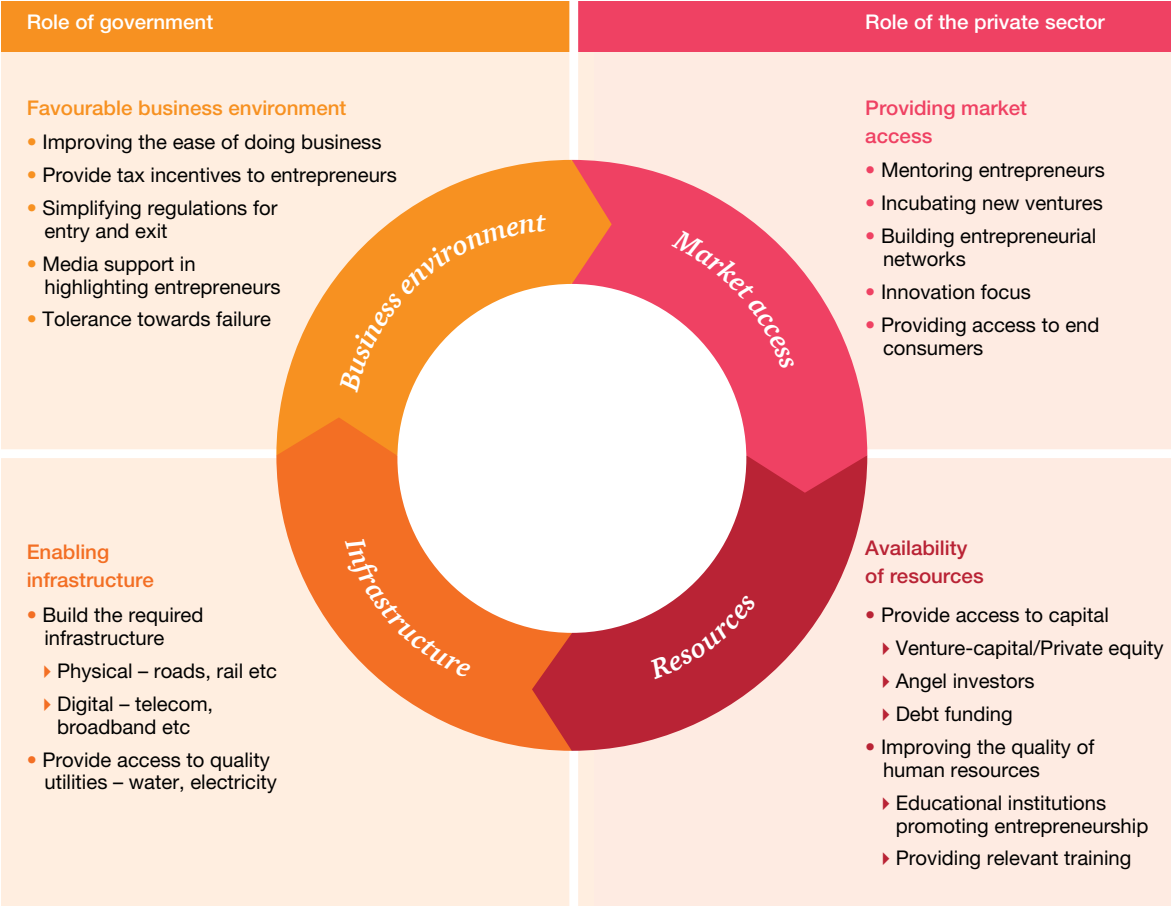 Role of government
Role of the private sector
Favourable business environment
• Improving the ease of doing business
• Provide tax incentives to entrepreneurs
• Simplifying regulations for
entry and exit
• Media support in
highlighting entrepreneurs
• Tolerance towards failure
Providing market
access
• Mentoring entrepreneurs
• Incubating new ventures
• Building entrepreneurial
networks
• Innovation focus
• Providing access to end
consumers
Business environment
Market access
Infrastructure
Resources
Enabling
infrastructure
• Build the required
infrastructure
Physical – roads, rail etc
Digital – telecom,
broadband etc
• Provide access to quality
utilities – water, electricity
Availability
of resources
• Provide access to capital
Venture-capital/Private equity
Angel investors
Debt funding
• Improving the quality of
human resources
Educational institutions
promoting entrepreneurship
Providing relevant training